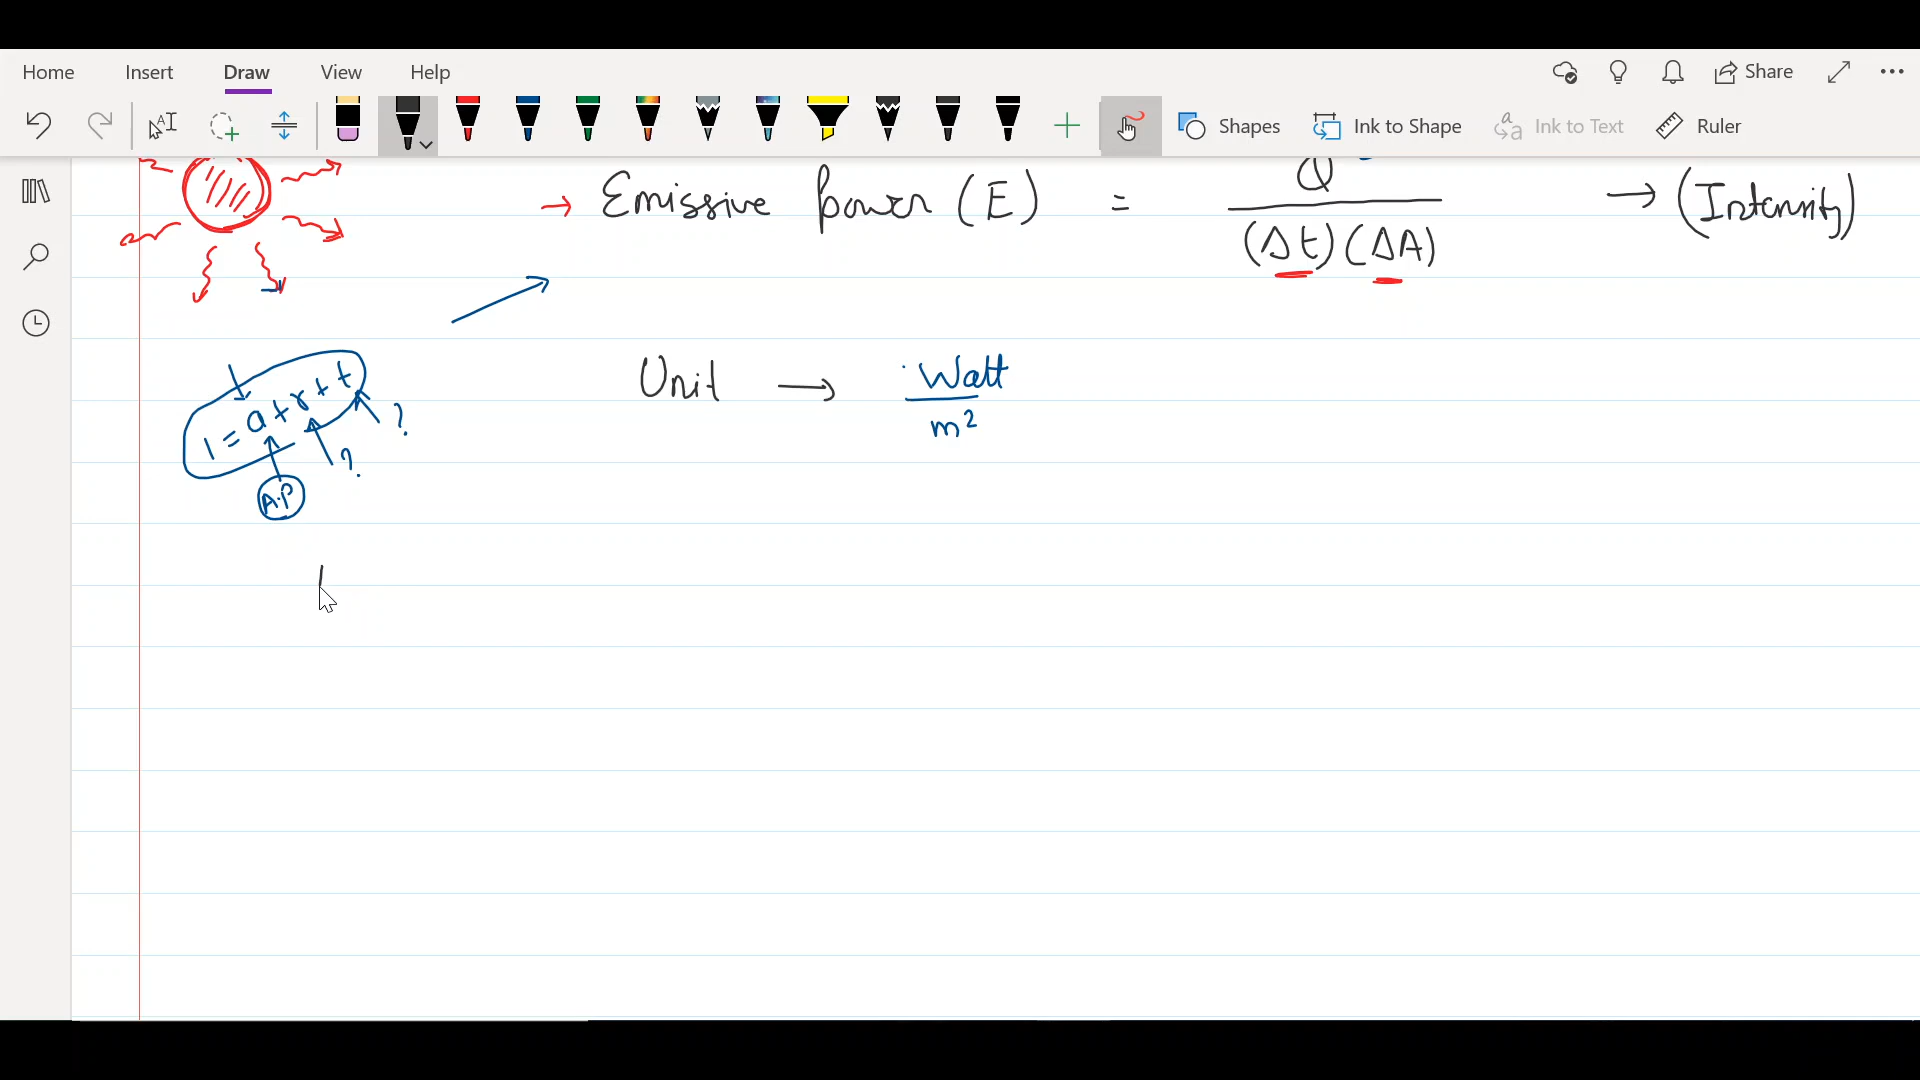 Home Insert Draw View Help Share
Shapes Ink to Shape Ink to Text Ruler
→ Emissive Power (E) = Q / (Δt)(ΔA) → (Intensity)
Unit → Watt / m²
1 = a + r + t
?
?
A.P